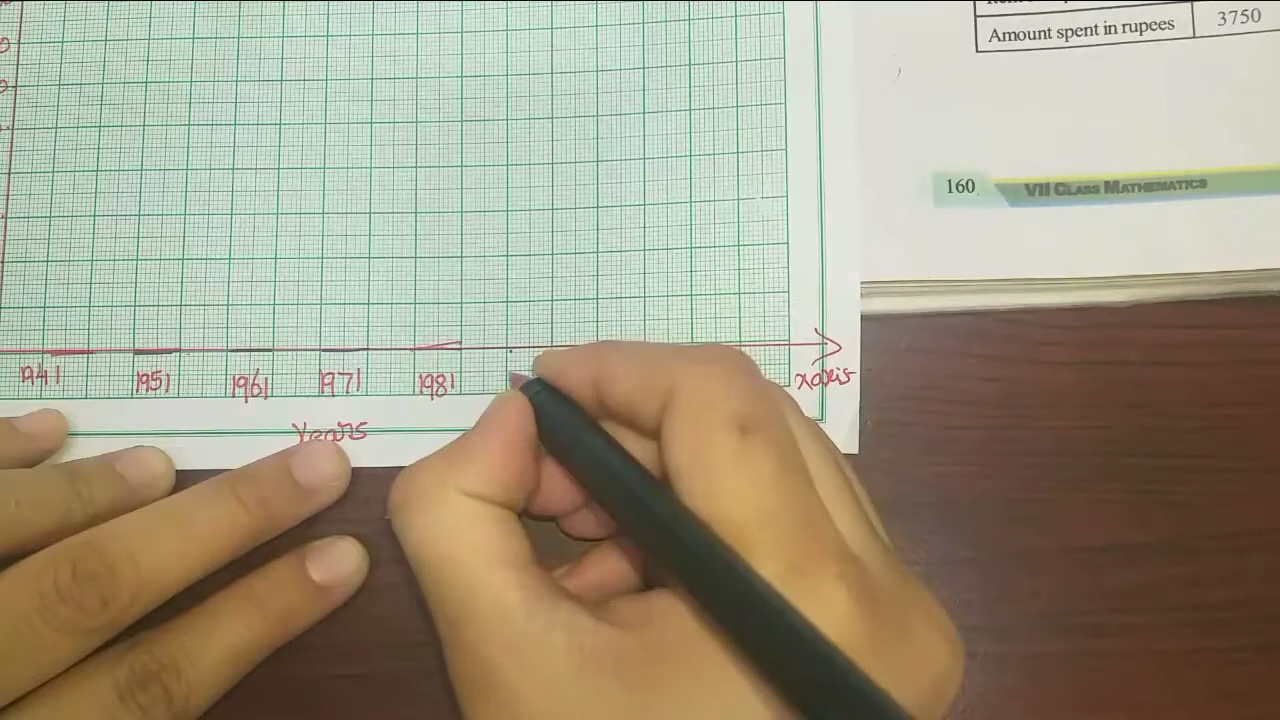 Amount spent in rupees 3750
160 VII CLASS MATHEMATICS
1941 1951 1961 1971 1981
x axis
Years